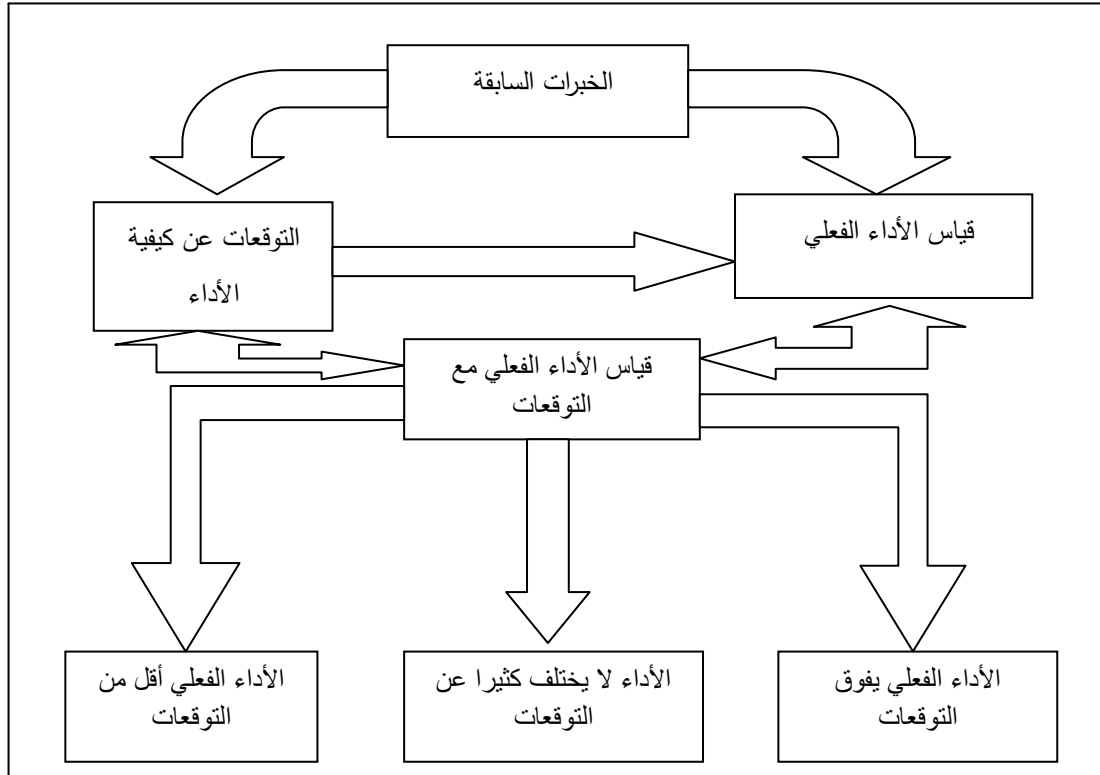 الخبرات السابقة
قياس الأداء الفعلي
التوقعات عن كيفية
الأداء
قياس الأداء الفعلي مع
التوقعات
الأداء الفعلي يفوق
التوقعات
الأداء لا يختلف كثيرا عن
التوقعات
الأداء الفعلي أقل من
التوقعات